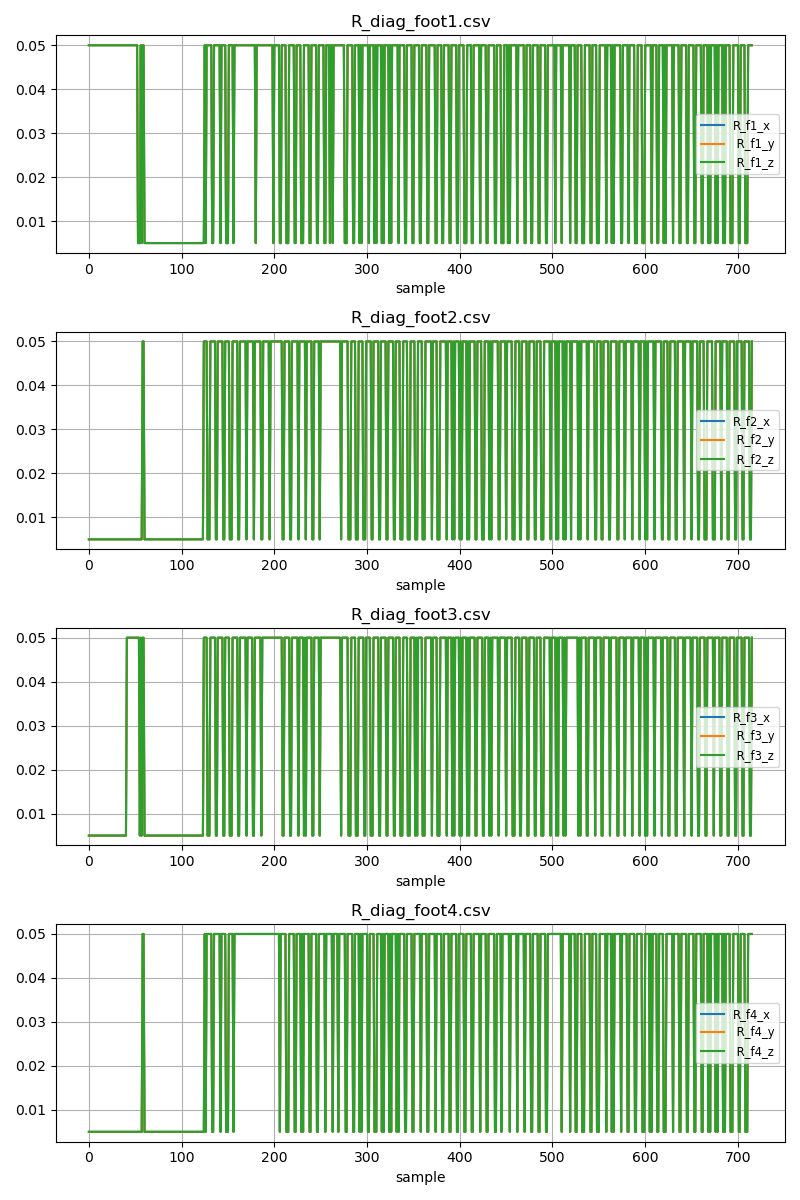 R_diag_foot1.csv
0.05
0.04
0.03
0.02
0.01
R_f1_x
R_f1_y
R_f1_z
0 100 200 300 400 500 600 700
sample
R_diag_foot2.csv
0.05
0.04
0.03
0.02
0.01
R_f2_x
R_f2_y
R_f2_z
0 100 200 300 400 500 600 700
sample
R_diag_foot3.csv
0.05
0.04
0.03
0.02
0.01
R_f3_x
R_f3_y
R_f3_z
0 100 200 300 400 500 600 700
sample
R_diag_foot4.csv
0.05
0.04
0.03
0.02
0.01
R_f4_x
R_f4_y
R_f4_z
0 100 200 300 400 500 600 700
sample